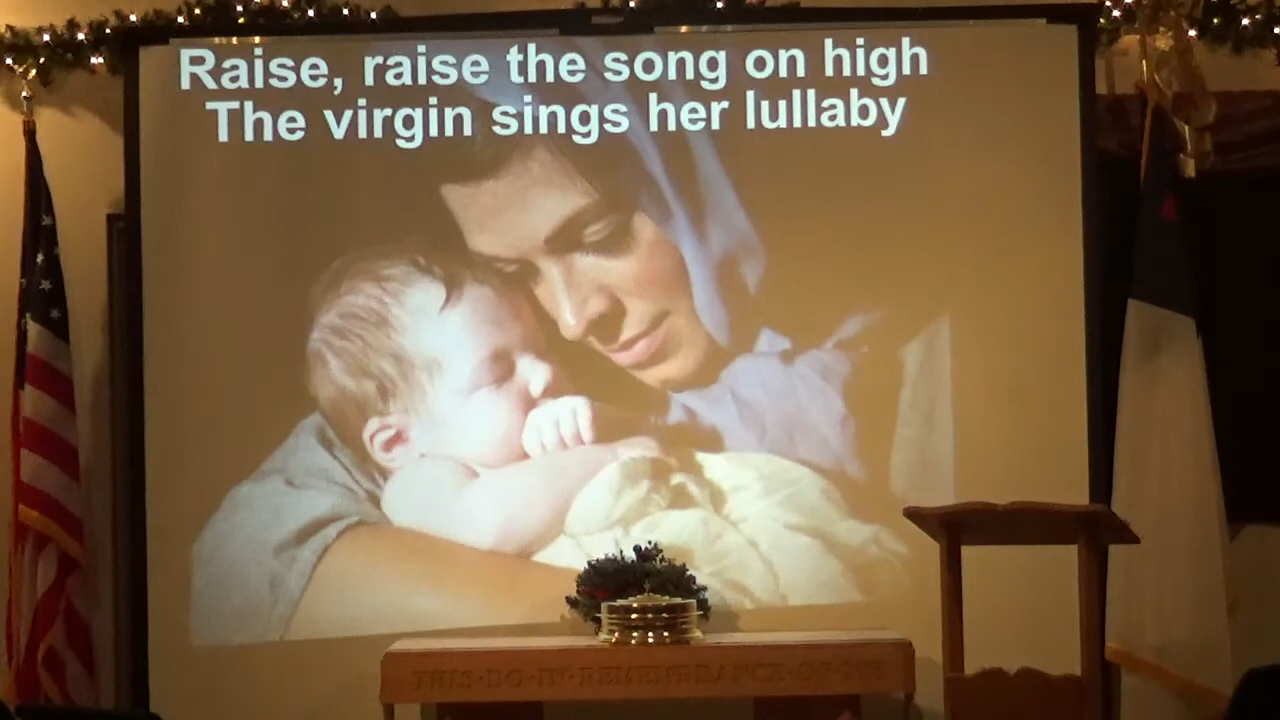 Raise, raise the song on high
The virgin sings her lullaby
THIS·DO·IN·REMEMBRANCE·OF·ME